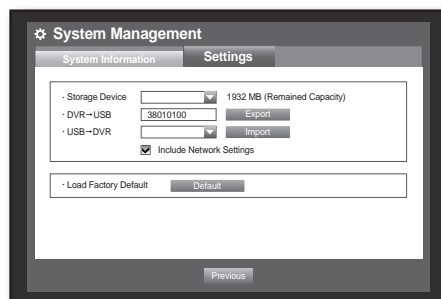 System Management
System Information
Settings
· Storage Device 1932 MB (Remained Capacity)
· DVR→USB 38010100 Export
· USB→DVR Import
Include Network Settings
· Load Factory Default Default
Previous